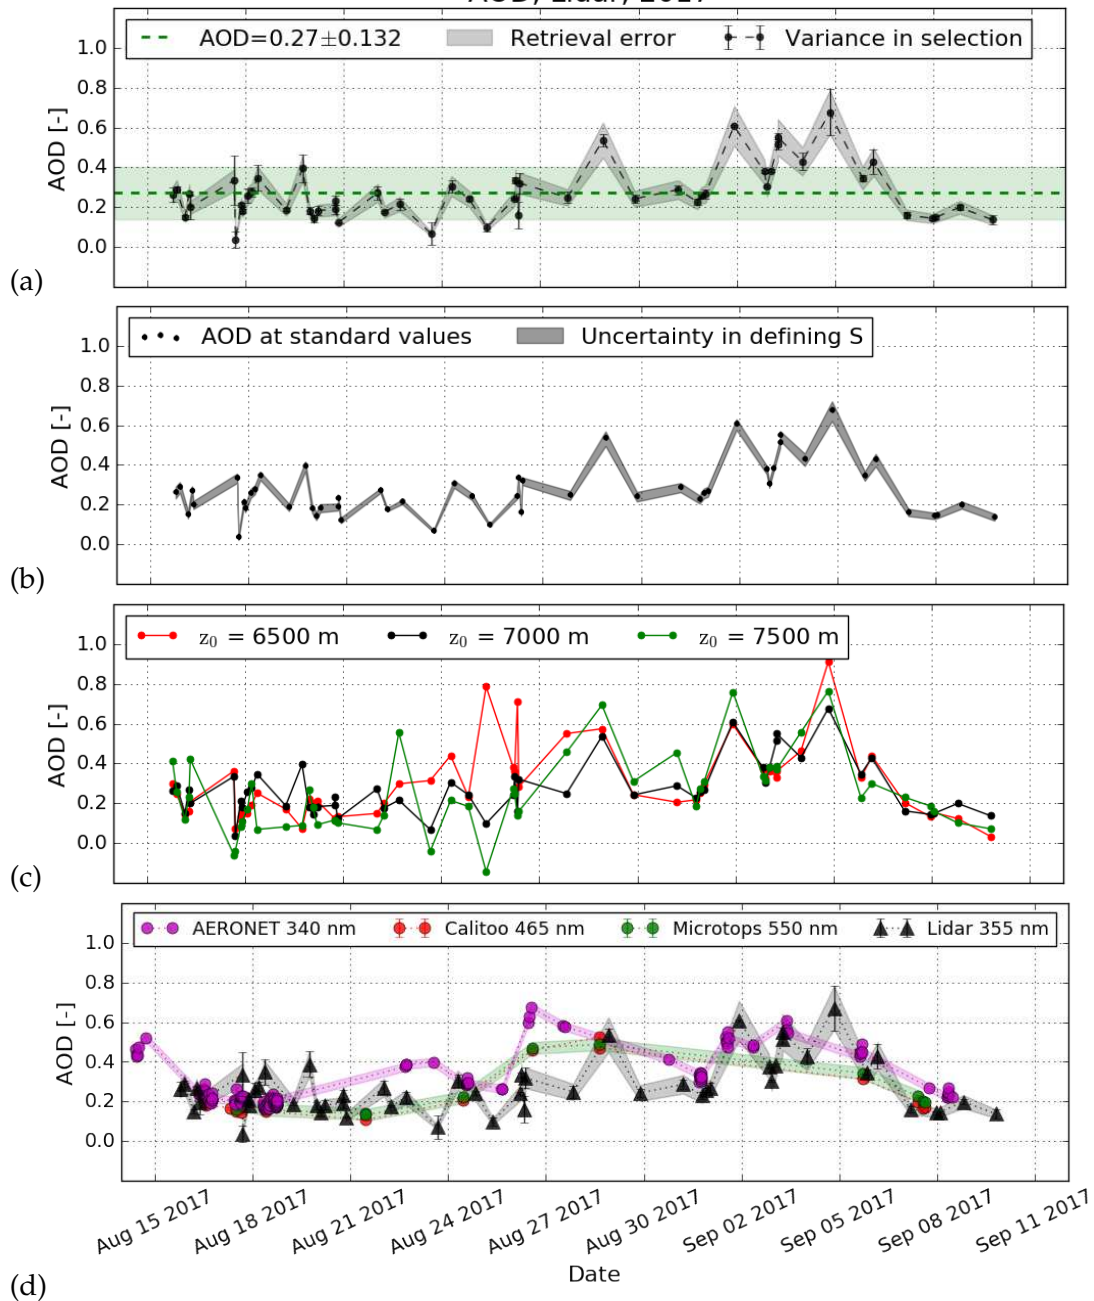 AOD, Lidar, 2017
AOD=0.27±0.132 Retrieval error Variance in selection
AOD [-]
1.0
0.8
0.6
0.4
0.2
0.0
(a)
AOD at standard values Uncertainty in defining S
AOD [-]
1.0
0.8
0.6
0.4
0.2
0.0
(b)
z0 = 6500 m z0 = 7000 m z0 = 7500 m
AOD [-]
1.0
0.8
0.6
0.4
0.2
0.0
(c)
AERONET 340 nm Calitoo 465 nm Microtops 550 nm Lidar 355 nm
AOD [-]
1.0
0.8
0.6
0.4
0.2
0.0
Aug 15 2017 Aug 18 2017 Aug 21 2017 Aug 24 2017 Aug 27 2017 Aug 30 2017 Sep 02 2017 Sep 05 2017 Sep 08 2017 Sep 11 2017
Date
(d)